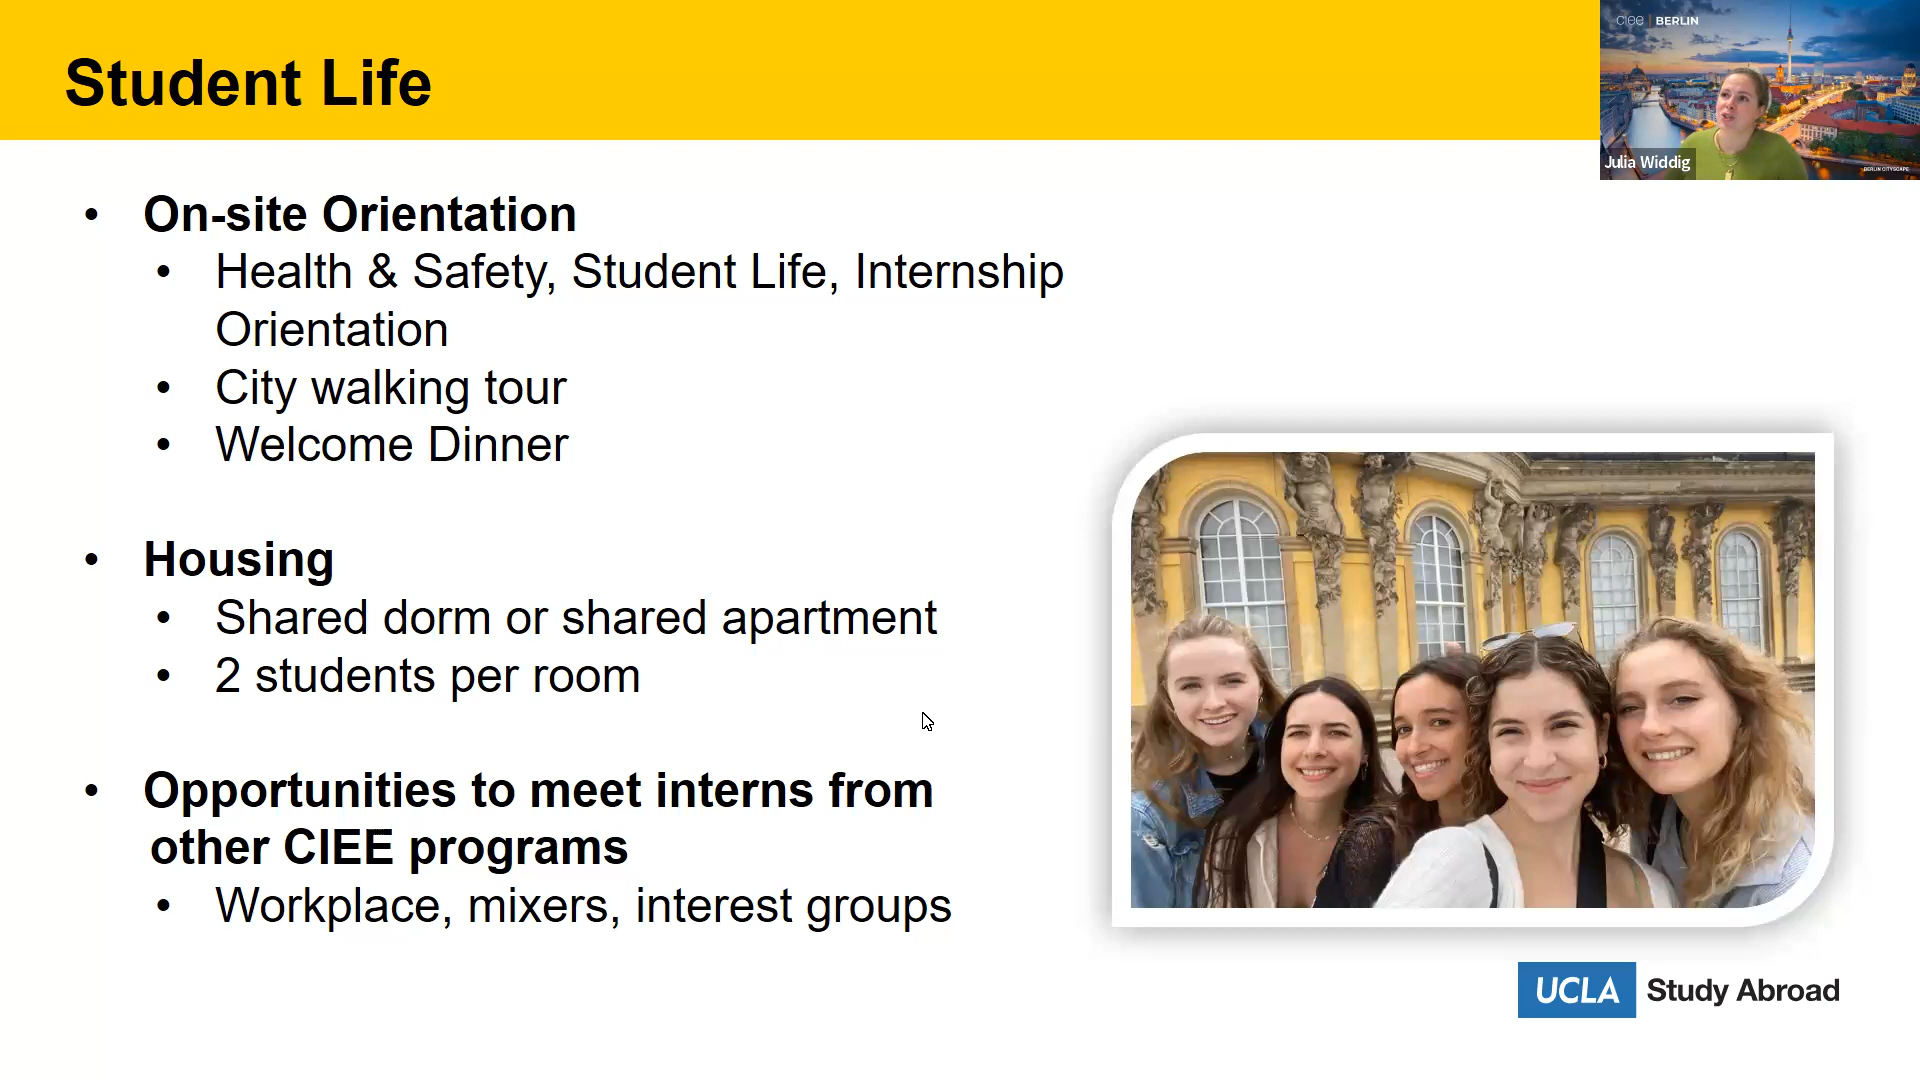 Student Life
ciee | BERLIN
Julia Widdig
BERLIN CITYSCAPE
• On-site Orientation
• Health & Safety, Student Life, Internship
Orientation
• City walking tour
• Welcome Dinner
• Housing
• Shared dorm or shared apartment
• 2 students per room
• Opportunities to meet interns from
other CIEE programs
• Workplace, mixers, interest groups
UCLA Study Abroad